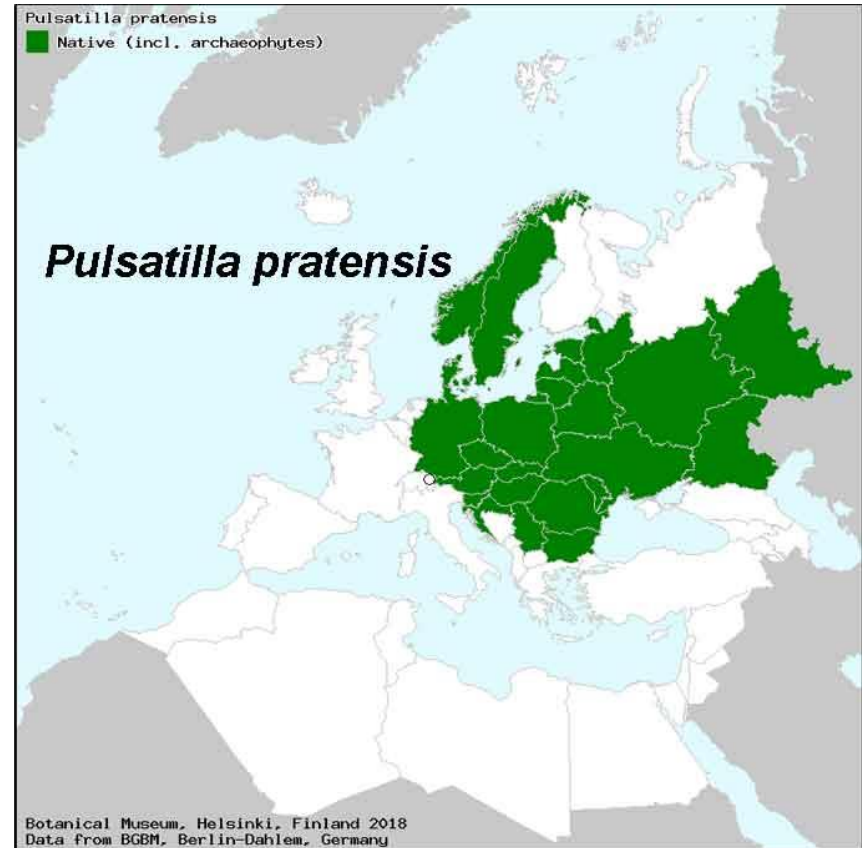 Pulsatilla pratensis
Native (incl. archaeophytes)
Pulsatilla pratensis
Botanical Museum, Helsinki, Finland 2018
Data from BGBM, Berlin-Dahlem, Germany